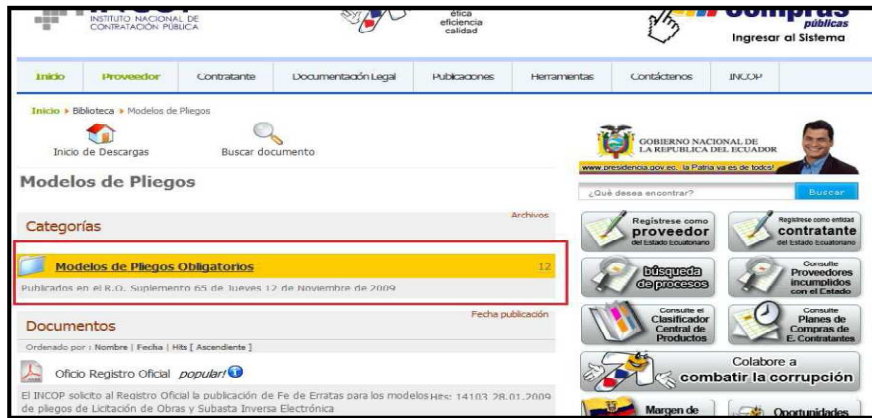 INCOP
INSTITUTO NACIONAL DE
CONTRATACIÓN PÚBLICA
ética
eficiencia
calidad
compras
públicas
Ingresar al Sistema
Inicio
Proveedor
Contratante
Documentación Legal
Publicaciones
Herramientas
Contáctenos
INCOP
Inicio Biblioteca Modelos de Pliegos
Inicio de Descargas
Buscar documento
Modelos de Pliegos
Categorías
Archivos
Modelos de Pliegos Obligatorios
12
Publicados en el R.O. Suplemento 65 de Jueves 12 de Noviembre de 2009
Documentos
Fecha publicación
Ordenado por : Nombre | Fecha | Hits [ Ascendiente ]
Oficio Registro Oficial popular!
El INCOP solicito al Registro Oficial la publicación de Fe de Erratas para los modelos Hits: 14103 28.01.2009
de pliegos de Licitación de Obras y Subasta Inversa Electrónica
GOBIERNO NACIONAL DE
LA REPUBLICA DEL ECUADOR
www.presidencia.gov.ec, la Patria ya es de todos!
¿Qué desea encontrar?
Buscar
Regístrese como
proveedor
del Estado Ecuatoriano
Regístrese como entidad
contratante
del Estado Ecuatoriano
búsqueda
de procesos
Consulte
Proveedores
incumplidos
con el Estado
Consulte el
Clasificador
Central de
Productos
Consulte
Planes de
Compras de
E. Contratantes
Colabore a
combatir la corrupción
Margen de
Oportunidades